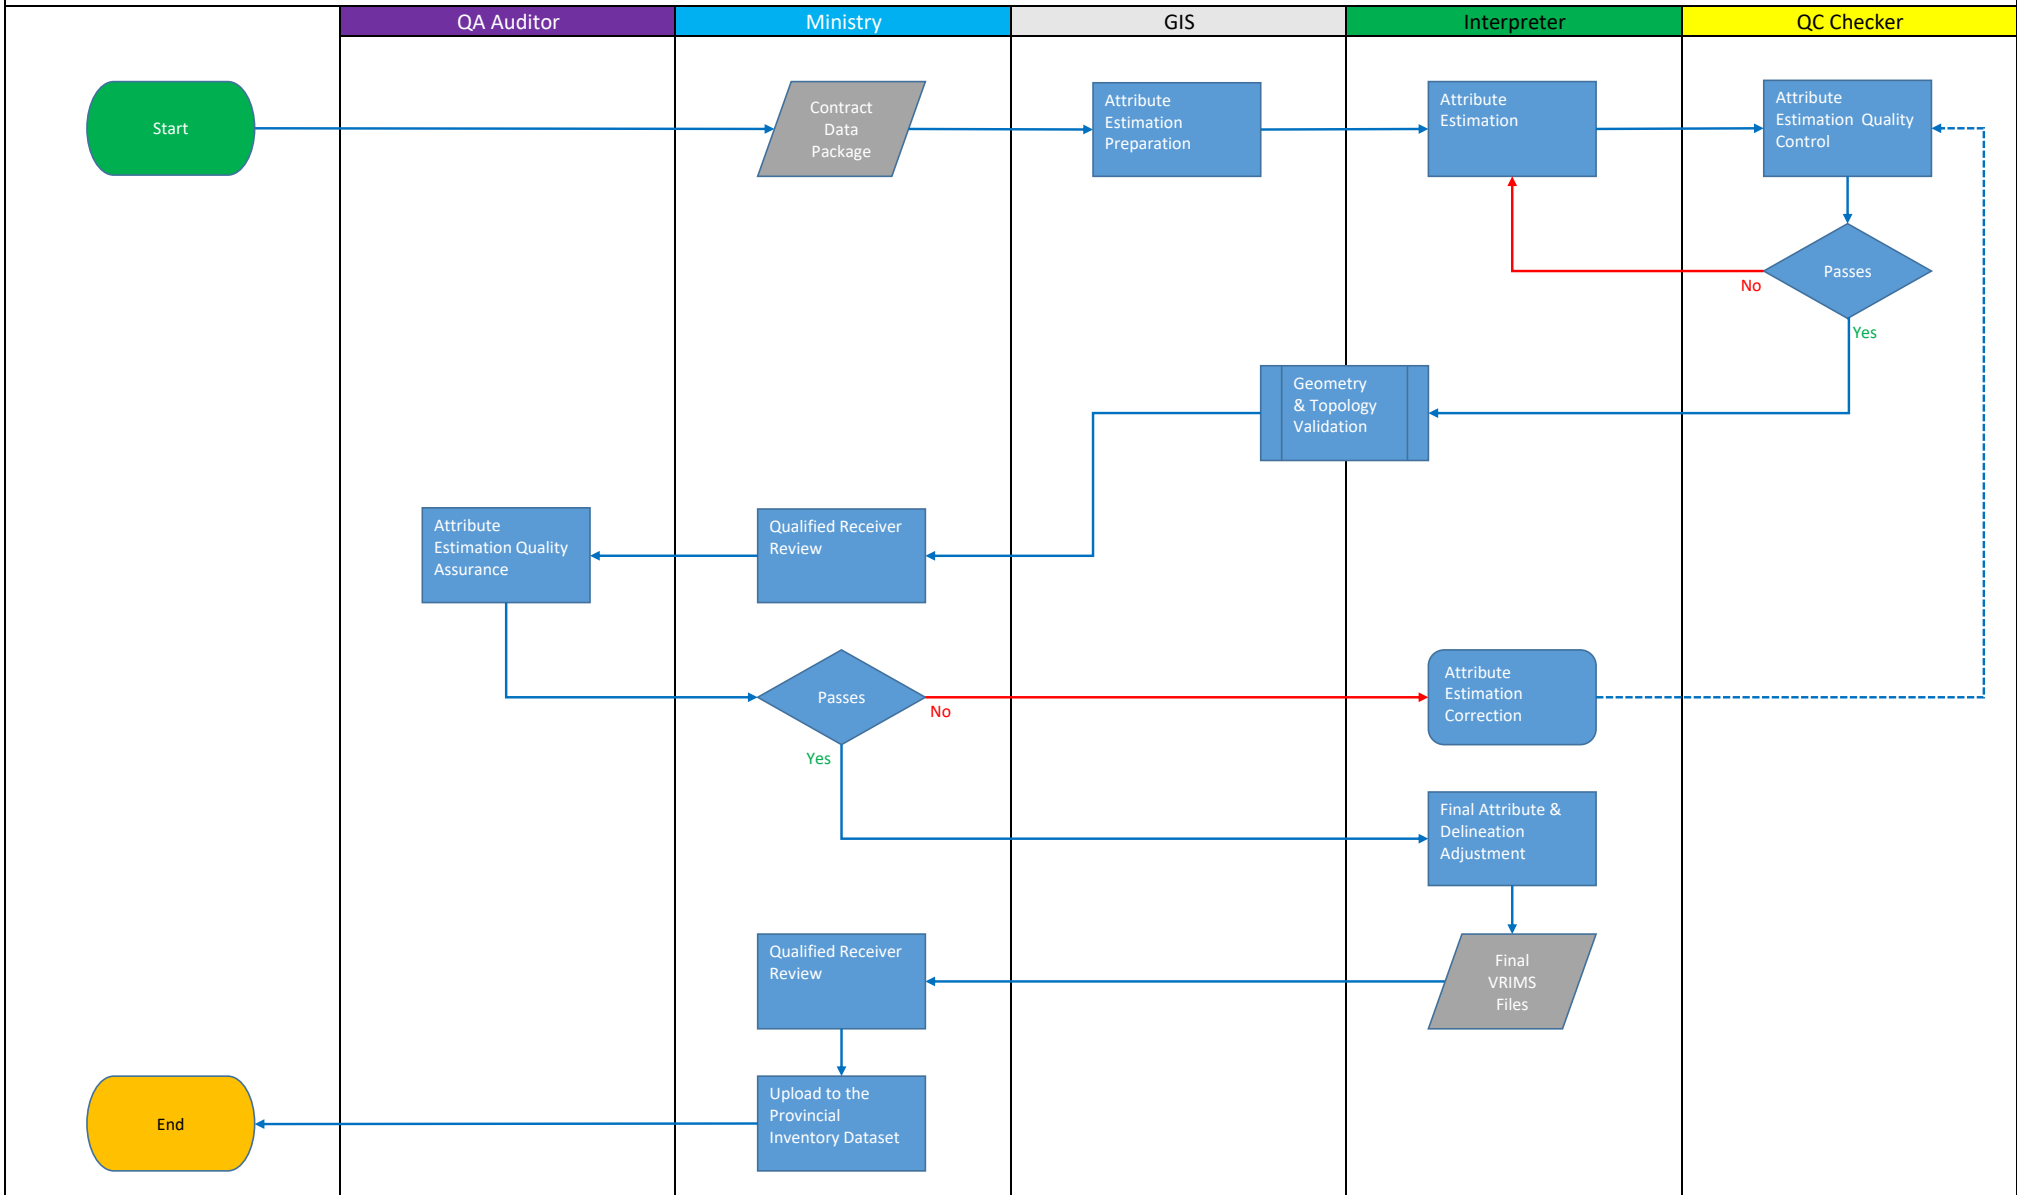 QA Auditor
Ministry
GIS
Interpreter
QC Checker
Start
Contract
Data
Package
Attribute
Estimation
Preparation
Attribute
Estimation
Attribute
Estimation Quality
Control
Passes
No
Yes
Geometry
& Topology
Validation
Attribute
Estimation Quality
Assurance
Qualified Receiver
Review
Passes
No
Yes
Attribute
Estimation
Correction
Final Attribute &
Delineation
Adjustment
Qualified Receiver
Review
Final
VRIMS
Files
End
Upload to the
Provincial
Inventory Dataset